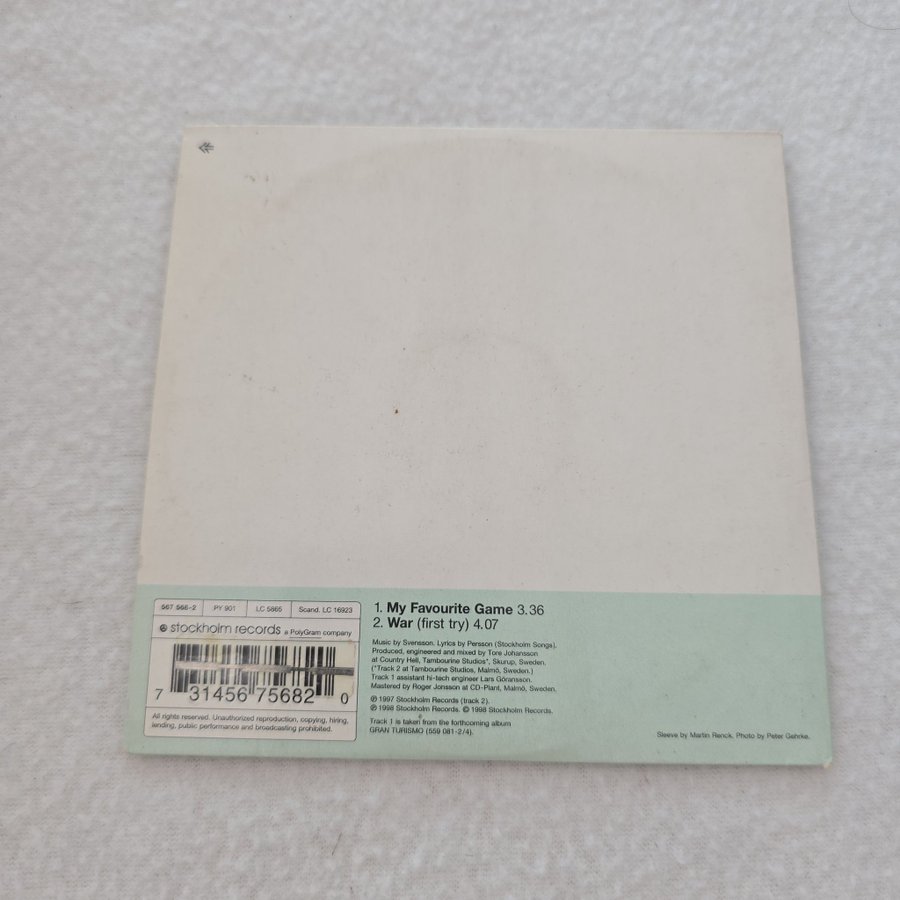 567 566-2 PY 901 LC 5865 Scand. LC 16923
stockholm records a PolyGram company
7 31456 75682 0
All rights reserved. Unauthorized reproduction, copying, hiring,
lending, public performance and broadcasting prohibited.
1. My Favourite Game 3.36
2. War (first try) 4.07
Music by Svensson. Lyrics by Persson (Stockholm Songs).
Produced, engineered and mixed by Tore Johansson
at Country Hell, Tambourine Studios*, Skurup, Sweden.
(*Track 2 at Tambourine Studios, Malmö, Sweden.)
Track 1 assistant hi-tech engineer Lars Göransson.
Mastered by Roger Jonsson at CD-Plant, Malmö, Sweden.
℗ 1997 Stockholm Records (track 2).
℗ 1998 Stockholm Records. © 1998 Stockholm Records.
Track 1 is taken from the forthcoming album
GRAN TURISMO (559 081-2/4).
Sleeve by Martin Renck. Photo by Peter Gehrke.